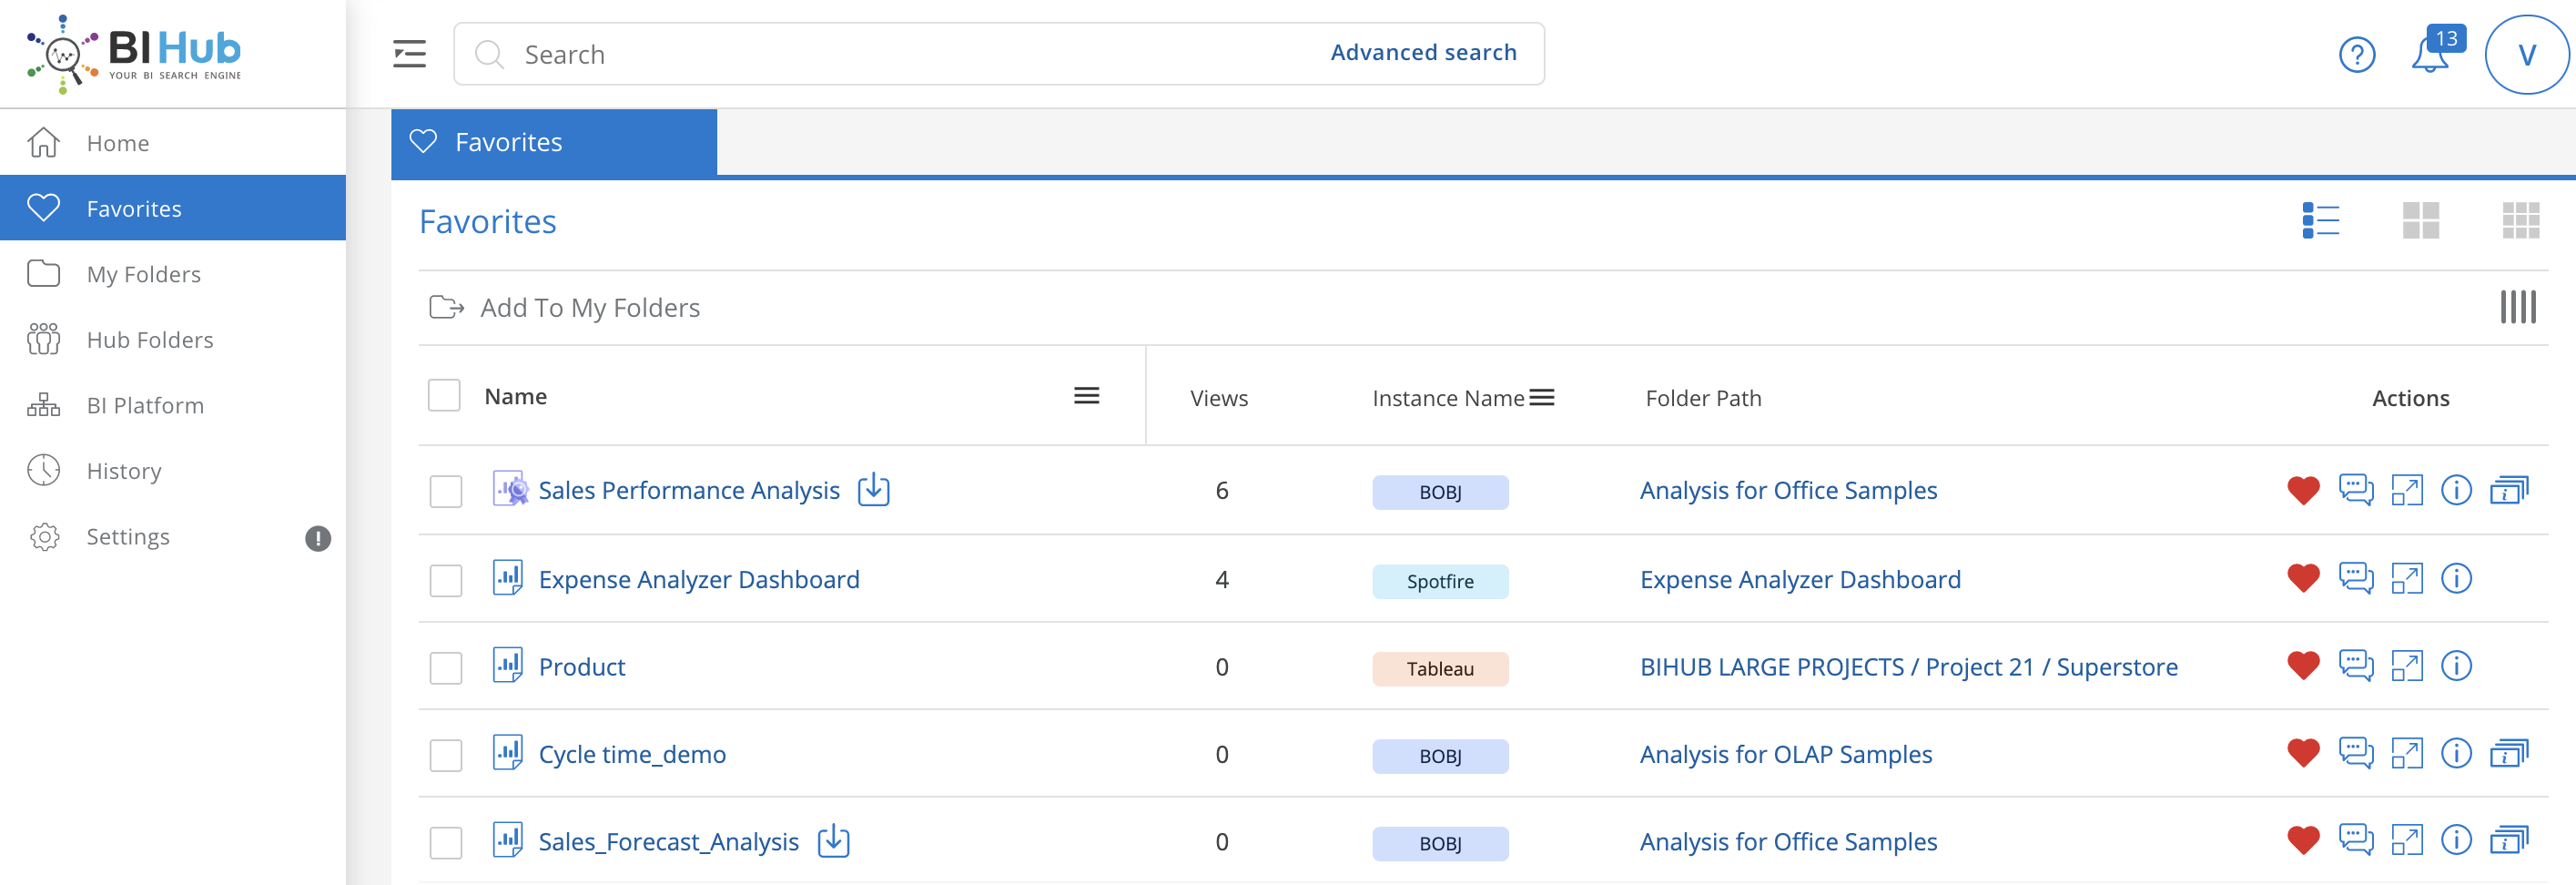 BI Hub
YOUR BI SEARCH ENGINE
Search
Advanced search
?
13
V
Home
Favorites
My Folders
Hub Folders
BI Platform
History
Settings
!
Favorites
Favorites
Add To My Folders
Name Views Instance Name Folder Path Actions
Sales Performance Analysis 6 BOBJ Analysis for Office Samples
Expense Analyzer Dashboard 4 Spotfire Expense Analyzer Dashboard
Product 0 Tableau BIHUB LARGE PROJECTS / Project 21 / Superstore
Cycle time_demo 0 BOBJ Analysis for OLAP Samples
Sales_Forecast_Analysis 0 BOBJ Analysis for Office Samples